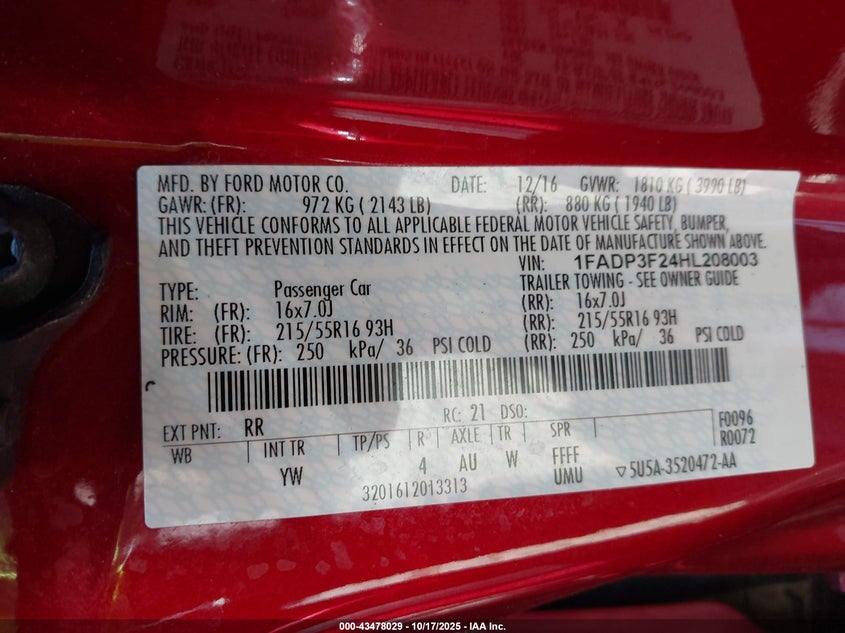 MFD. BY FORD MOTOR CO. DATE: 12/16 GVWR: 1810 KG ( 3990 LB)
GAWR: (FR): 972 KG ( 2143 LB) (RR): 880 KG ( 1940 LB)
THIS VEHICLE CONFORMS TO ALL APPLICABLE FEDERAL MOTOR VEHICLE SAFETY, BUMPER,
AND THEFT PREVENTION STANDARDS IN EFFECT ON THE DATE OF MANUFACTURE SHOWN ABOVE.
VIN: 1FADP3F24HL208003
TYPE: Passenger Car TRAILER TOWING - SEE OWNER GUIDE
RIM: (FR): 16x7.0J (RR): 16x7.0J
TIRE: (FR): 215/55R16 93H (RR): 215/55R16 93H
PRESSURE: (FR): 250 kPa/ 36 PSI COLD (RR): 250 kPa/ 36 PSI COLD
RC: 21 DSO:
EXT PNT: RR F0096
WB INT TR TP/PS R AXLE TR SPR R0072
YW 4 AU W FFFF
UMU ▽5U5A-3520472-AA
3201612013313
000-43478029 - 10/17/2025 - IAA Inc.